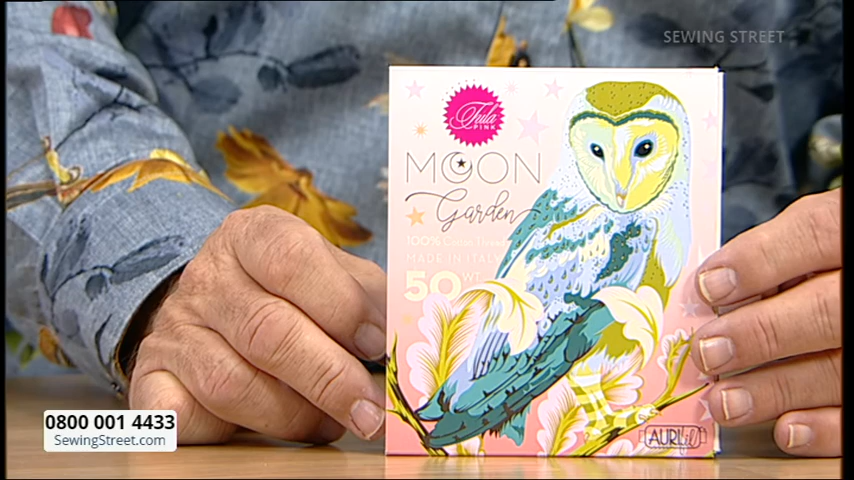 SEWING STREET
Tula
PINK
MOON
Garden
100% Cotton Thread
MADE IN ITALY
50 WT
AURIfil
0800 001 4433
SewingStreet.com